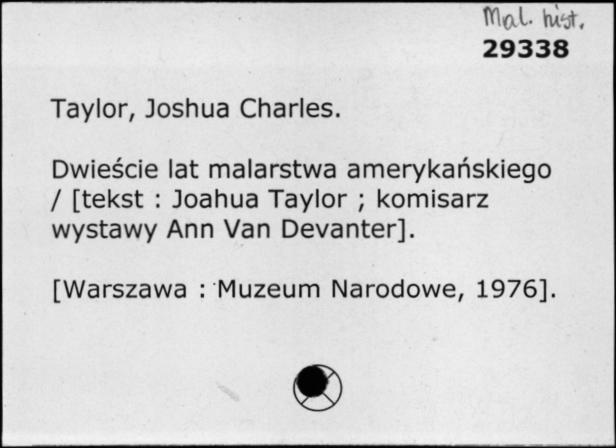 Mal. hist.
29338
Taylor, Joshua Charles.
Dwieście lat malarstwa amerykańskiego
/ [tekst : Joahua Taylor ; komisarz
wystawy Ann Van Devanter].
[Warszawa : Muzeum Narodowe, 1976].